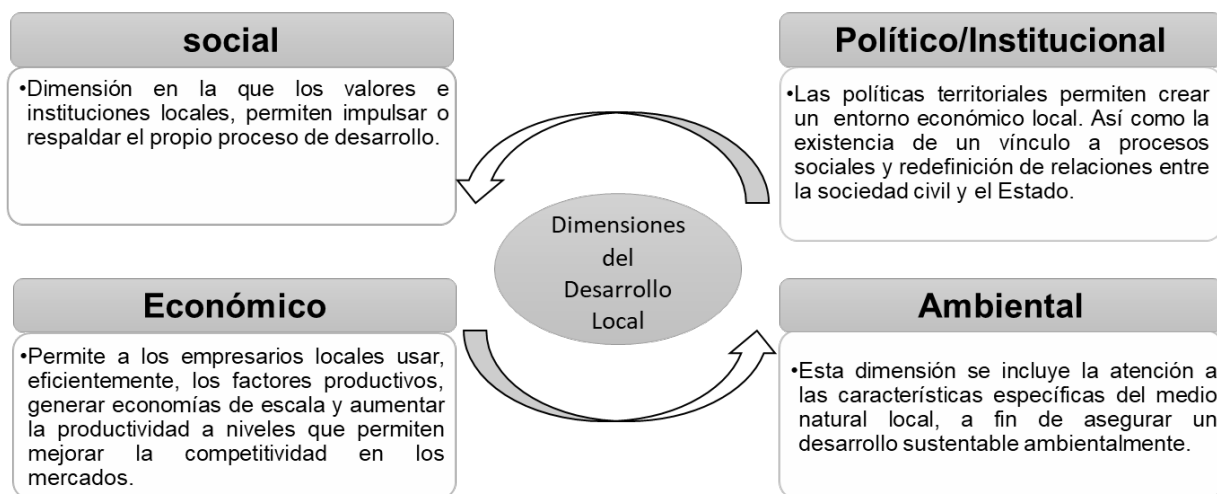 social
•Dimensión en la que los valores e
instituciones locales, permiten impulsar o
respaldar el propio proceso de desarrollo.
Político/Institucional
•Las políticas territoriales permiten crear
un entorno económico local. Así como la
existencia de un vínculo a procesos
sociales y redefinición de relaciones entre
la sociedad civil y el Estado.
Dimensiones
del
Desarrollo
Local
Económico
•Permite a los empresarios locales usar,
eficientemente, los factores productivos,
generar economías de escala y aumentar
la productividad a niveles que permiten
mejorar la competitividad en los
mercados.
Ambiental
•Esta dimensión se incluye la atención a
las características específicas del medio
natural local, a fin de asegurar un
desarrollo sustentable ambientalmente.